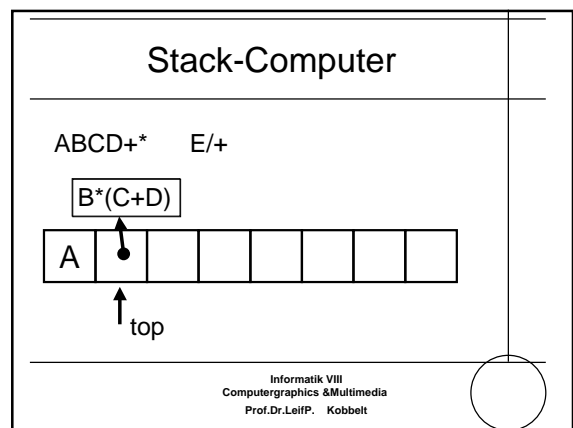 Stack-Computer
ABCD+* E/+
B*(C+D)
A
top
Informatik VIII
Computergraphics &Multimedia
Prof.Dr.LeifP. Kobbelt